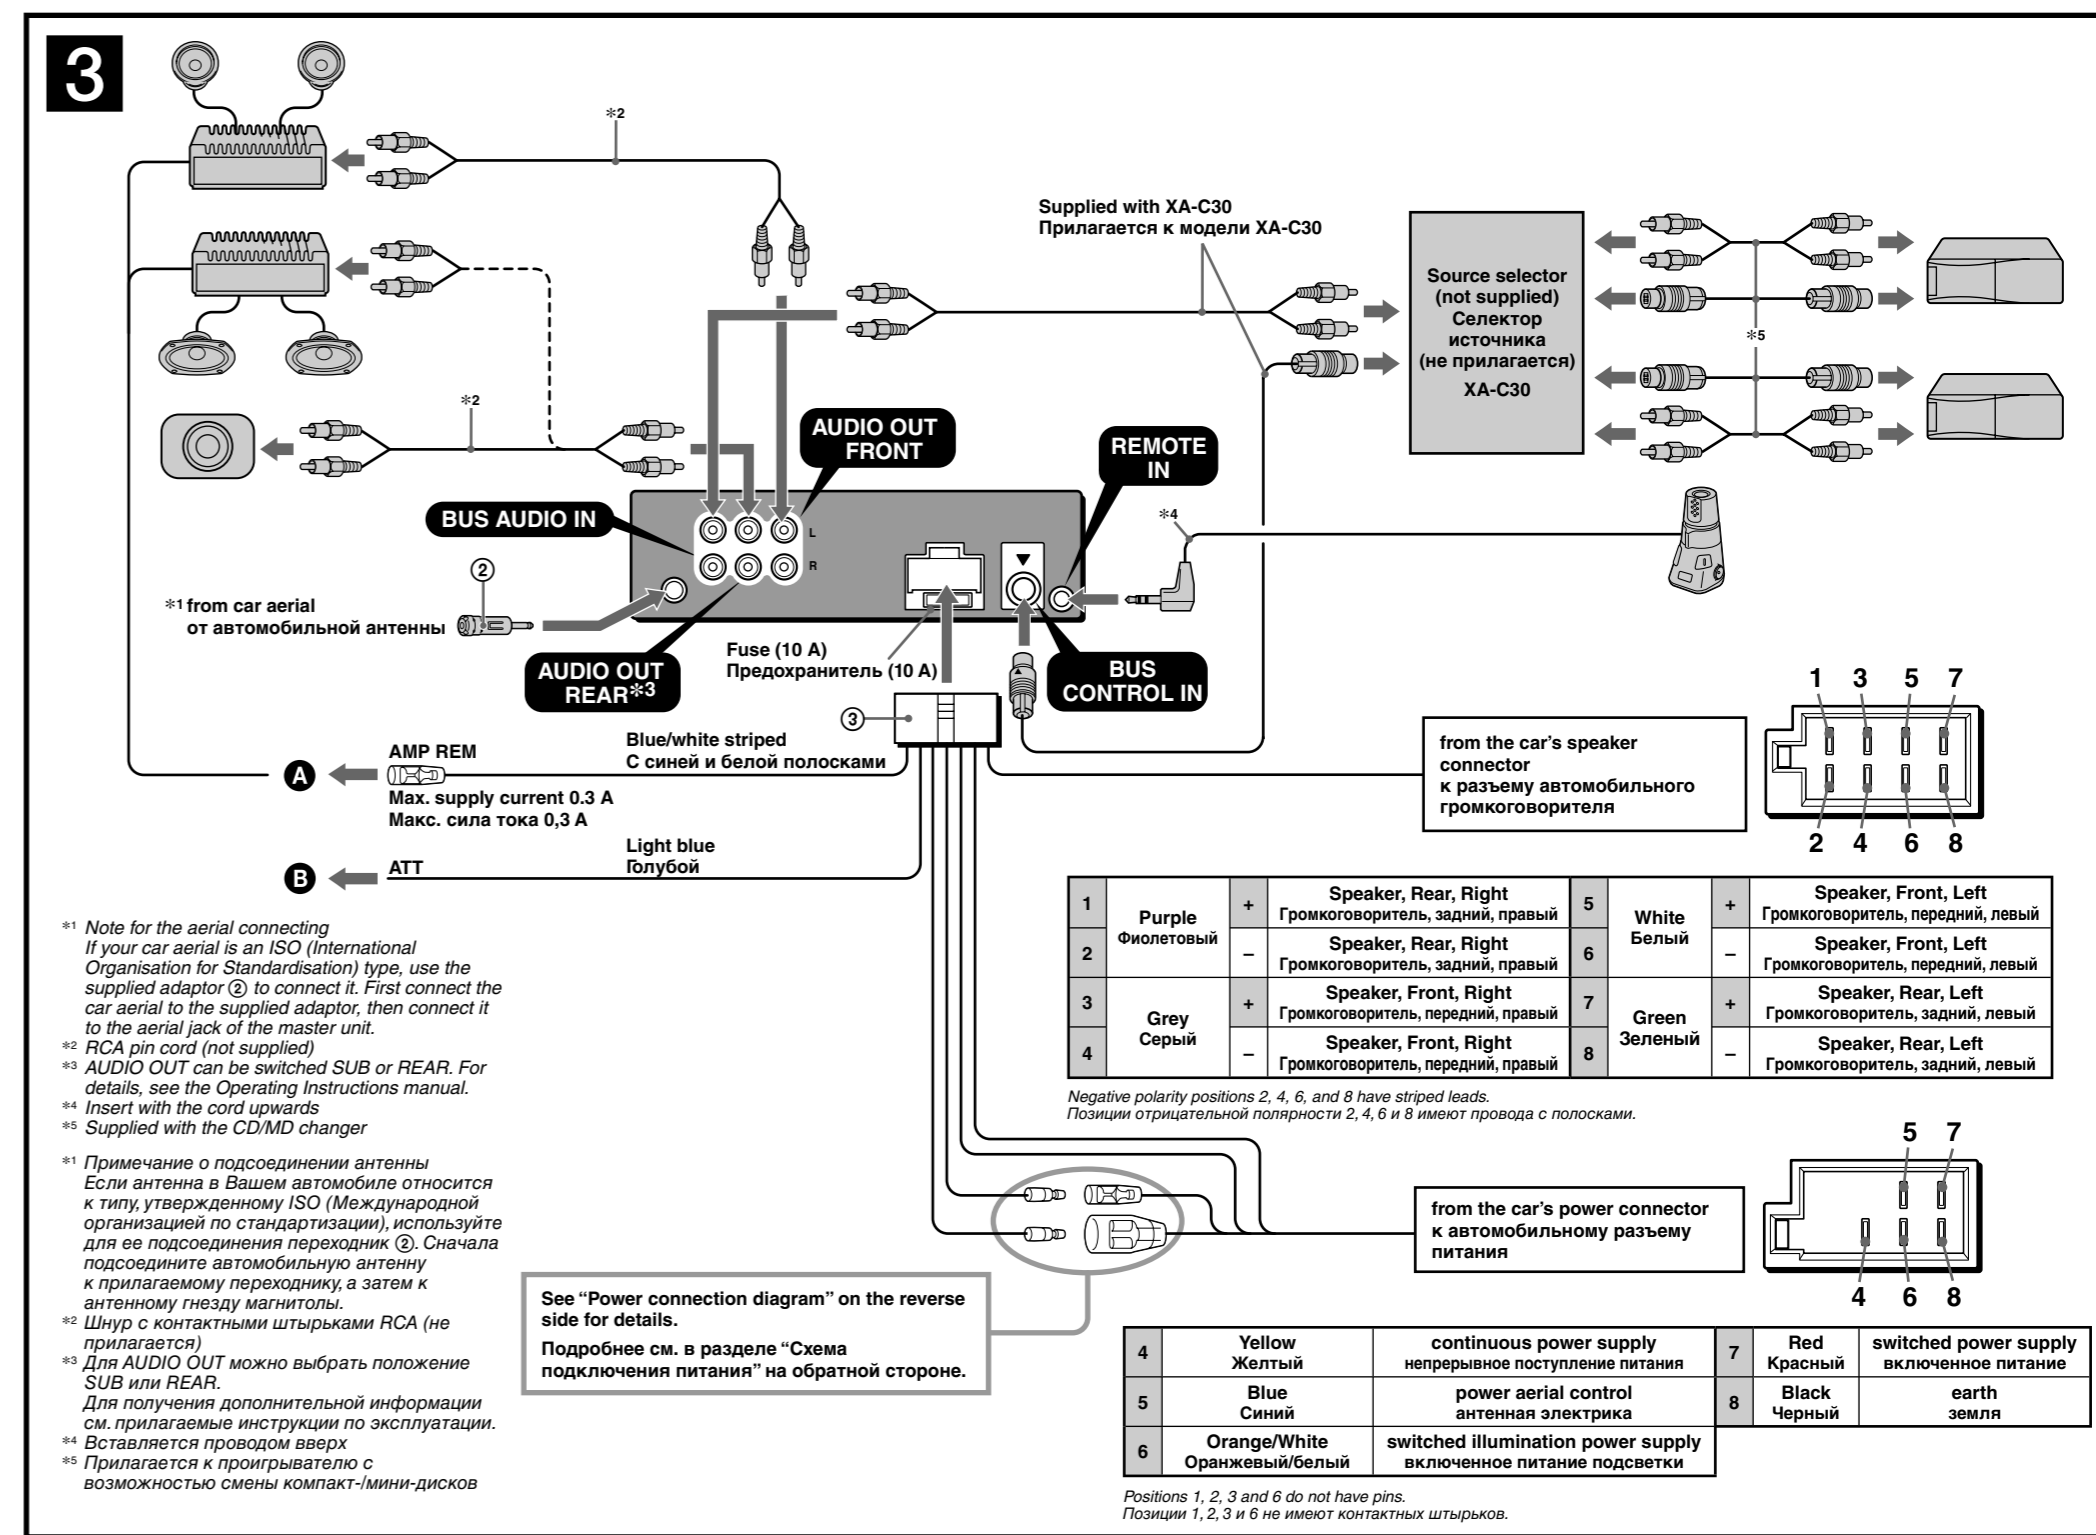 3
*2
Supplied with XA-C30
Прилагается к модели XA-C30
Source selector
(not supplied)
Селектор
источника
(не прилагается)
XA-C30
*5
*2
AUDIO OUT
FRONT
REMOTE
IN
BUS AUDIO IN
L
R
*4
②
*1 from car aerial
от автомобильной антенны
AUDIO OUT
REAR*3
Fuse (10 A)
Предохранитель (10 A)
BUS
CONTROL IN
③
A
AMP REM
Blue/white striped
С синей и белой полосками
Max. supply current 0.3 A
Макс. сила тока 0,3 A
B
ATT
Light blue
Голубой
from the car's speaker
connector
к разъему автомобильного
громкоговорителя
1 3 5 7
2 4 6 8
1 Purple + Speaker, Rear, Right 5 White + Speaker, Front, Left
Фиолетовый Громкоговоритель, задний, правый Белый Громкоговоритель, передний, левый
2 – Speaker, Rear, Right 6 – Speaker, Front, Left
Громкоговоритель, задний, правый Громкоговоритель, передний, левый
3 Grey + Speaker, Front, Right 7 Green + Speaker, Rear, Left
Серый Громкоговоритель, передний, правый Зеленый Громкоговоритель, задний, левый
4 – Speaker, Front, Right 8 – Speaker, Rear, Left
Громкоговоритель, передний, правый Громкоговоритель, задний, левый
Negative polarity positions 2, 4, 6, and 8 have striped leads.
Позиции отрицательной полярности 2, 4, 6 и 8 имеют провода с полосками.
*1 Note for the aerial connecting
If your car aerial is an ISO (International
Organisation for Standardisation) type, use the
supplied adaptor ② to connect it. First connect the
car aerial to the supplied adaptor, then connect it
to the aerial jack of the master unit.
*2 RCA pin cord (not supplied)
*3 AUDIO OUT can be switched SUB or REAR. For
details, see the Operating Instructions manual.
*4 Insert with the cord upwards
*5 Supplied with the CD/MD changer
*1 Примечание о подсоединении антенны
Если антенна в Вашем автомобиле относится
к типу, утвержденному ISO (Международной
организацией по стандартизации), используйте
для ее подсоединения переходник ②. Сначала
подсоедините автомобильную антенну
к прилагаемому переходнику, а затем к
антенному гнезду магнитолы.
*2 Шнур с контактными штырьками RCA (не
прилагается)
*3 Для AUDIO OUT можно выбрать положение
SUB или REAR.
Для получения дополнительной информации
см. прилагаемые инструкции по эксплуатации.
*4 Вставляется проводом вверх
*5 Прилагается к проигрывателю с
возможностью смены компакт-/мини-дисков
See “Power connection diagram” on the reverse
side for details.
Подробнее см. в разделе “Схема
подключения питания” на обратной стороне.
from the car's power connector
к автомобильному разъему
питания
5 7
4 6 8
4 Yellow continuous power supply 7 Red switched power supply
Желтый непрерывное поступление питания Красный включенное питание
5 Blue power aerial control 8 Black earth
Синий антенная электрика Черный земля
6 Orange/White switched illumination power supply
Оранжевый/белый включенное питание подсветки
Positions 1, 2, 3 and 6 do not have pins.
Позиции 1, 2, 3 и 6 не имеют контактных штырьков.